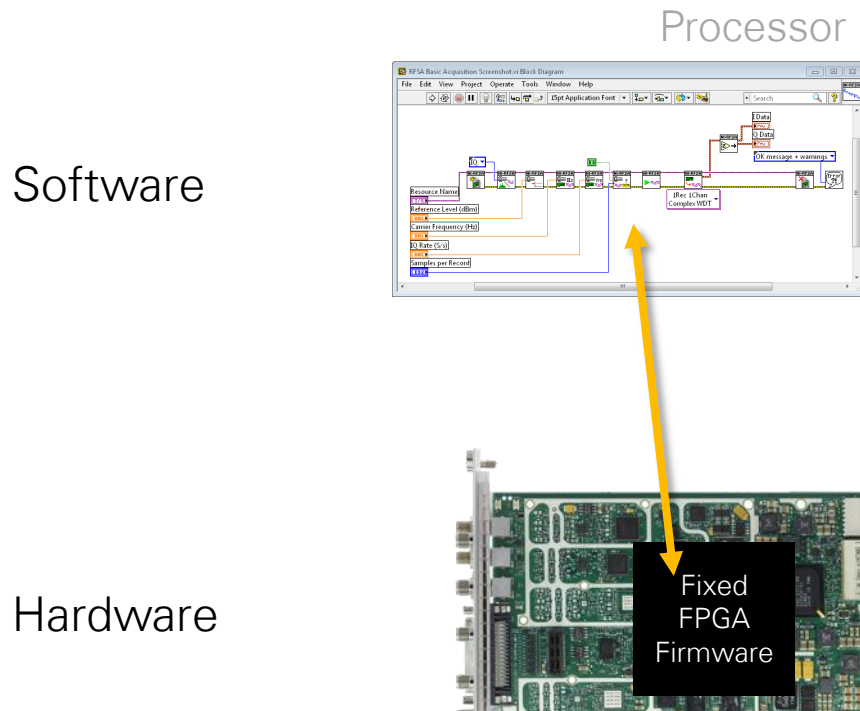 Processor
RFSA Basic Acquisition Screenshot.vi Block Diagram
File Edit View Project Operate Tools Window Help
15pt Application Font
Search
I Data
Q Data
IQ
OK message + warnings
Resource Name
1Rec 1Chan
Complex WDT
Reference Level (dBm)
Carrier Frequency (Hz)
IQ Rate (S/s)
Samples per Record
Software
Fixed
FPGA
Firmware
Hardware